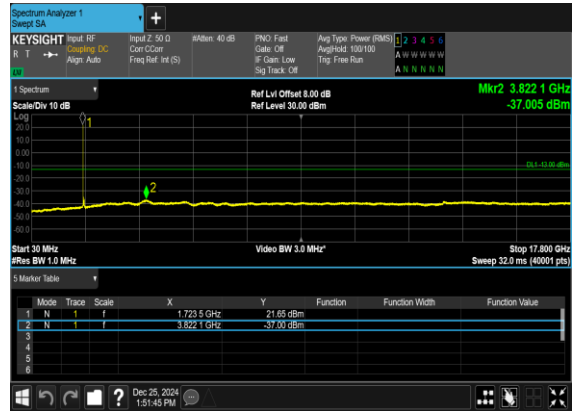 Spectrum Analyzer 1
Swept SA
+
KEYSIGHT Input: RF Input Z: 50 Ω #Atten: 40 dB PNO: Fast Avg Type: Power (RMS) 1 2 3 4 5 6
R T Coupling: DC Corr CCorr Gate: Off Avg|Hold: 100/100 A W W W W W
Align: Auto Freq Ref: Int (S) IF Gain: Low Trig: Free Run
Sig Track: Off A N N N N N
1 Spectrum Ref Lvl Offset 8.00 dB Mkr2 3.822 1 GHz
Scale/Div 10 dB Ref Level 30.00 dBm -37.005 dBm
Log
20.0
10.0
0.00
-10.0
DL1 -13.00 dBm
-20.0
-30.0
-40.0
-50.0
-60.0
1
2
Start 30 MHz Video BW 3.0 MHz* Stop 17.800 GHz
#Res BW 1.0 MHz Sweep 32.0 ms (40001 pts)
5 Marker Table
Mode Trace Scale X Y Function Function Width Function Value
1 N 1 f 1.723 5 GHz 21.65 dBm
2 N 1 f 3.822 1 GHz -37.00 dBm
3
4
5
6
? Dec 25, 2024
1:51:45 PM